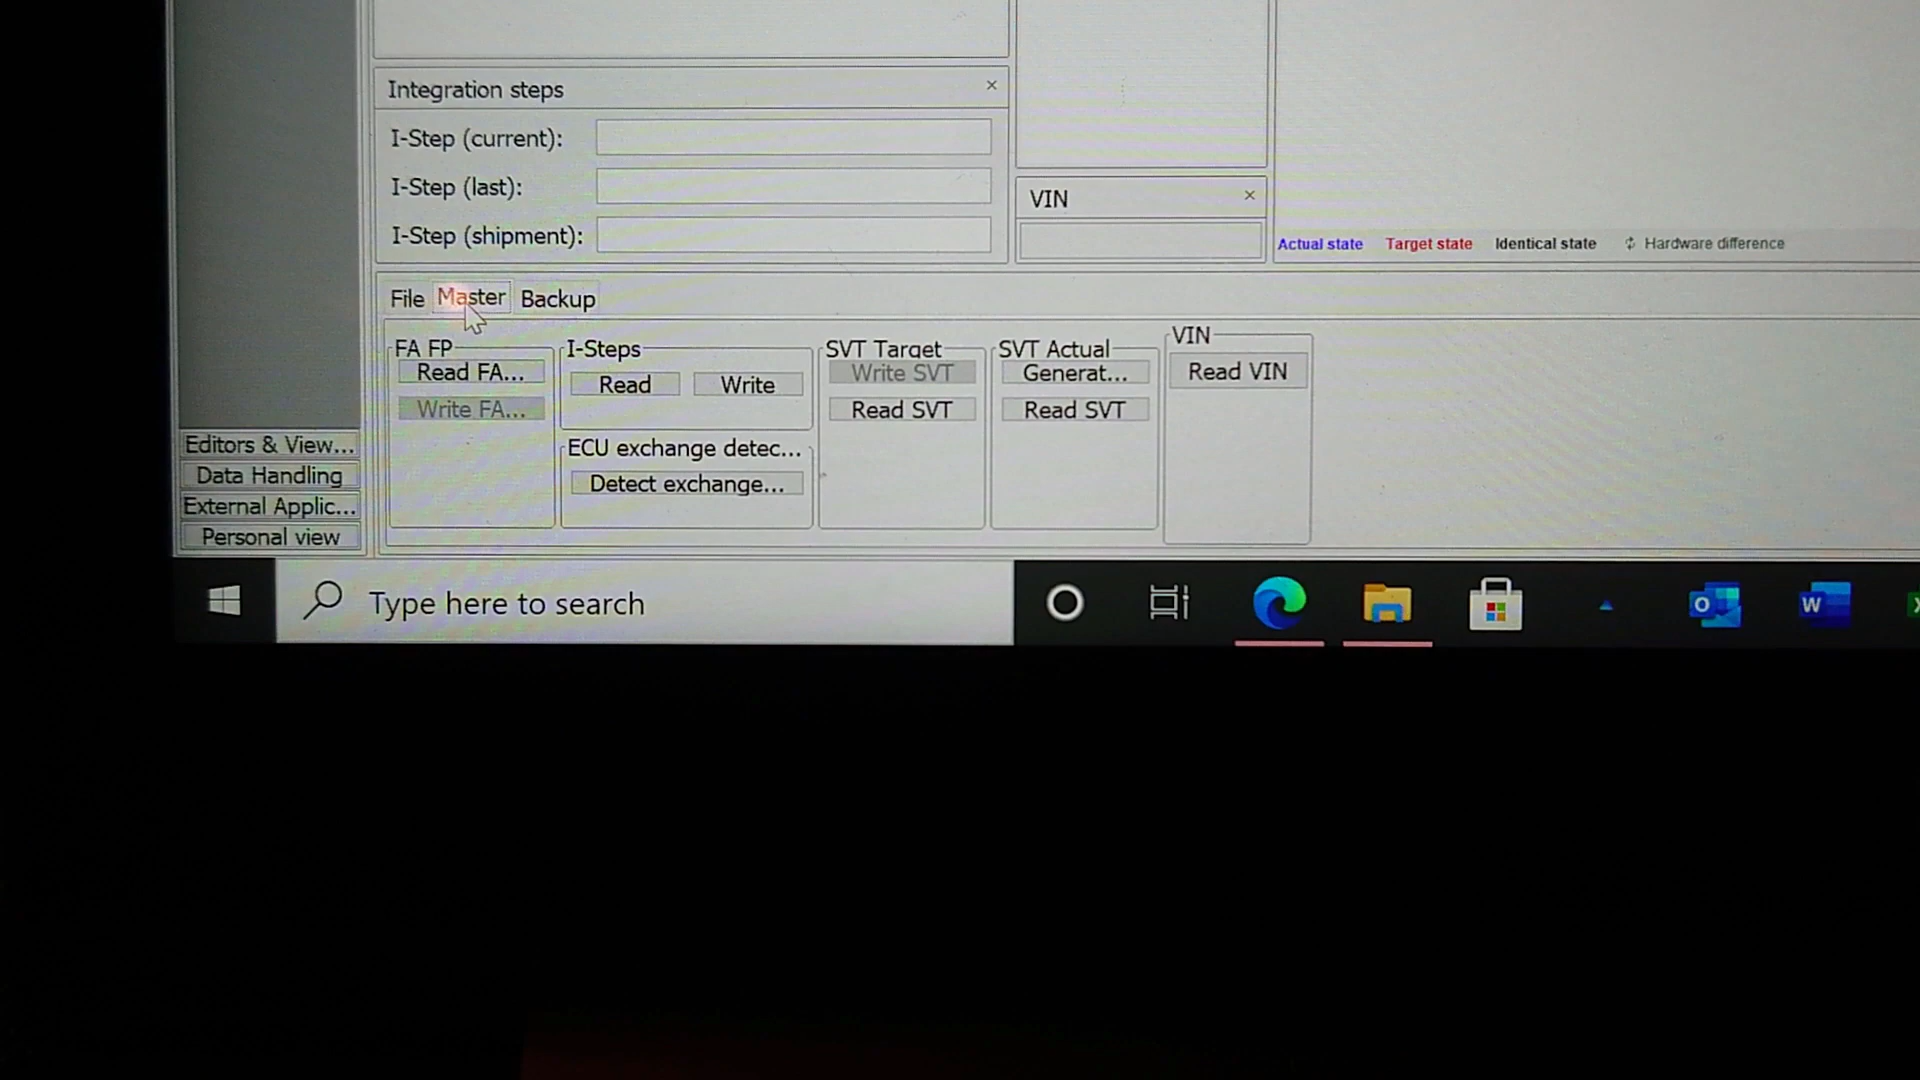 Integration steps
×
I-Step (current):
I-Step (last):
I-Step (shipment):
VIN
×
Actual state Target state Identical state Hardware difference
File Master Backup
FA FP
Read FA...
Write FA...
I-Steps
Read Write
ECU exchange detec...
Detect exchange...
SVT Target
Write SVT
Read SVT
SVT Actual
Generat...
Read SVT
VIN
Read VIN
Editors & View...
Data Handling
External Applic...
Personal view
Type here to search
O
W
X